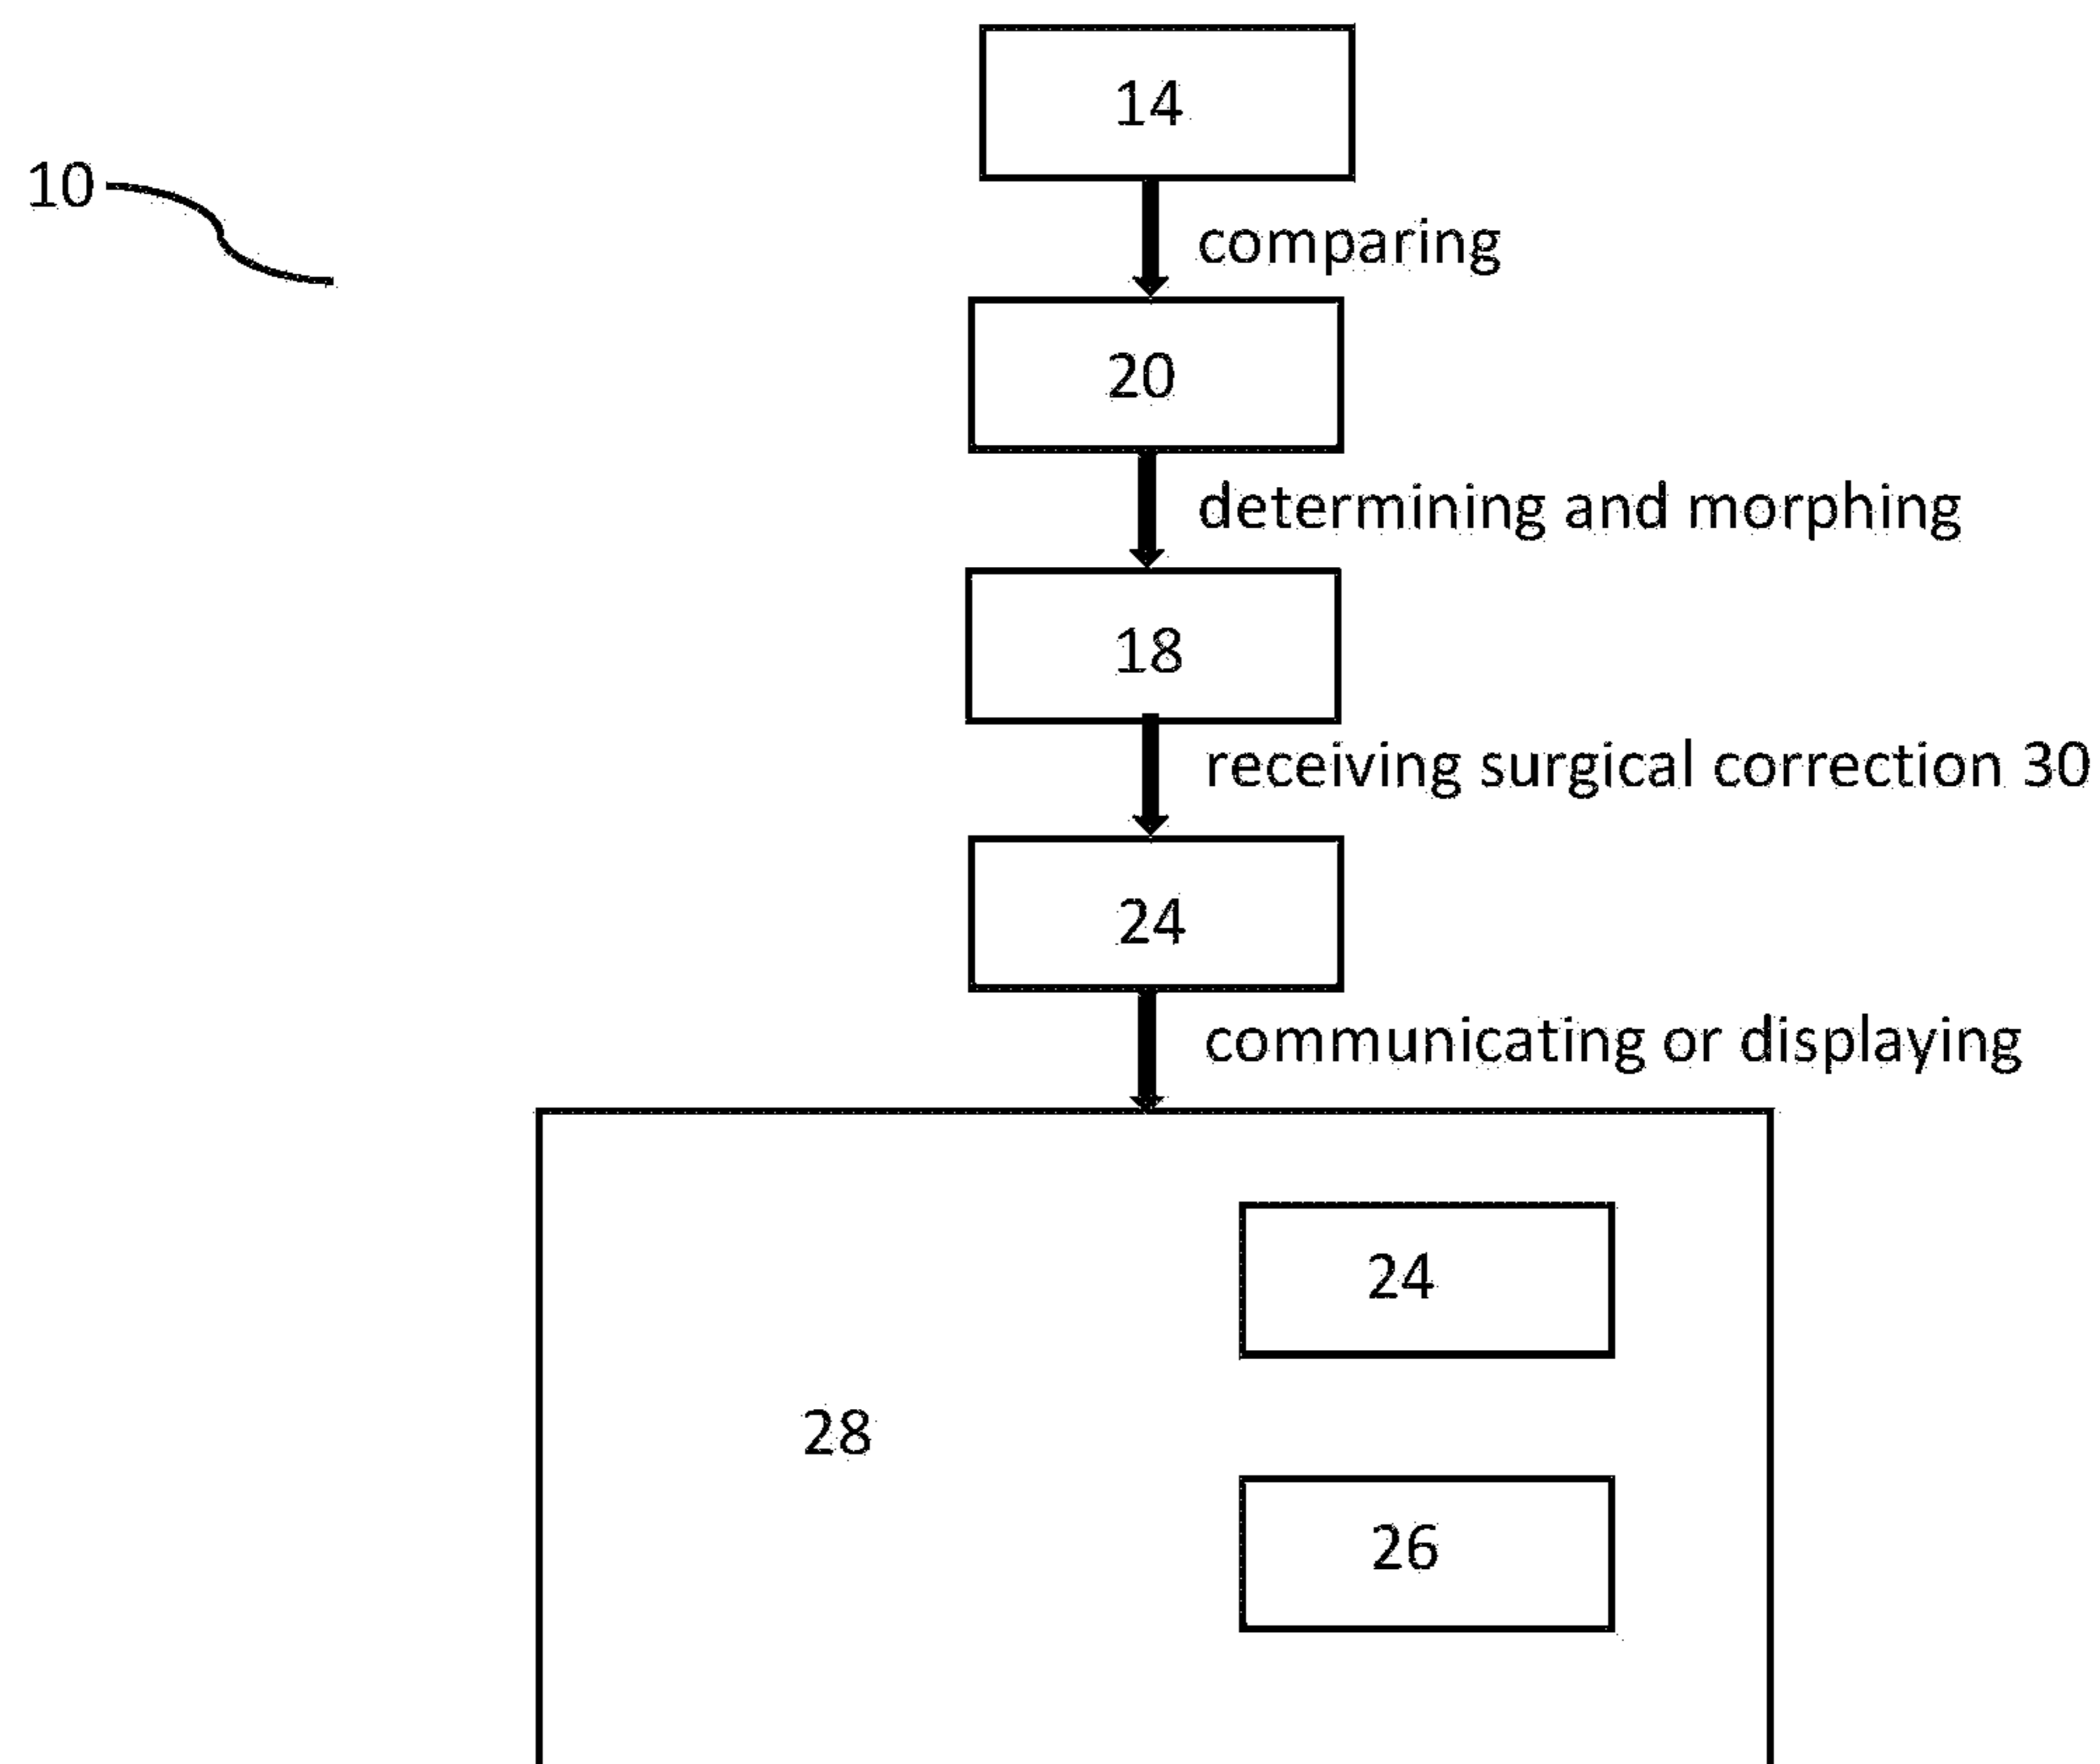 14
10
comparing
20
determining and morphing
18
receiving surgical correction 30
24
communicating or displaying
24
28
26